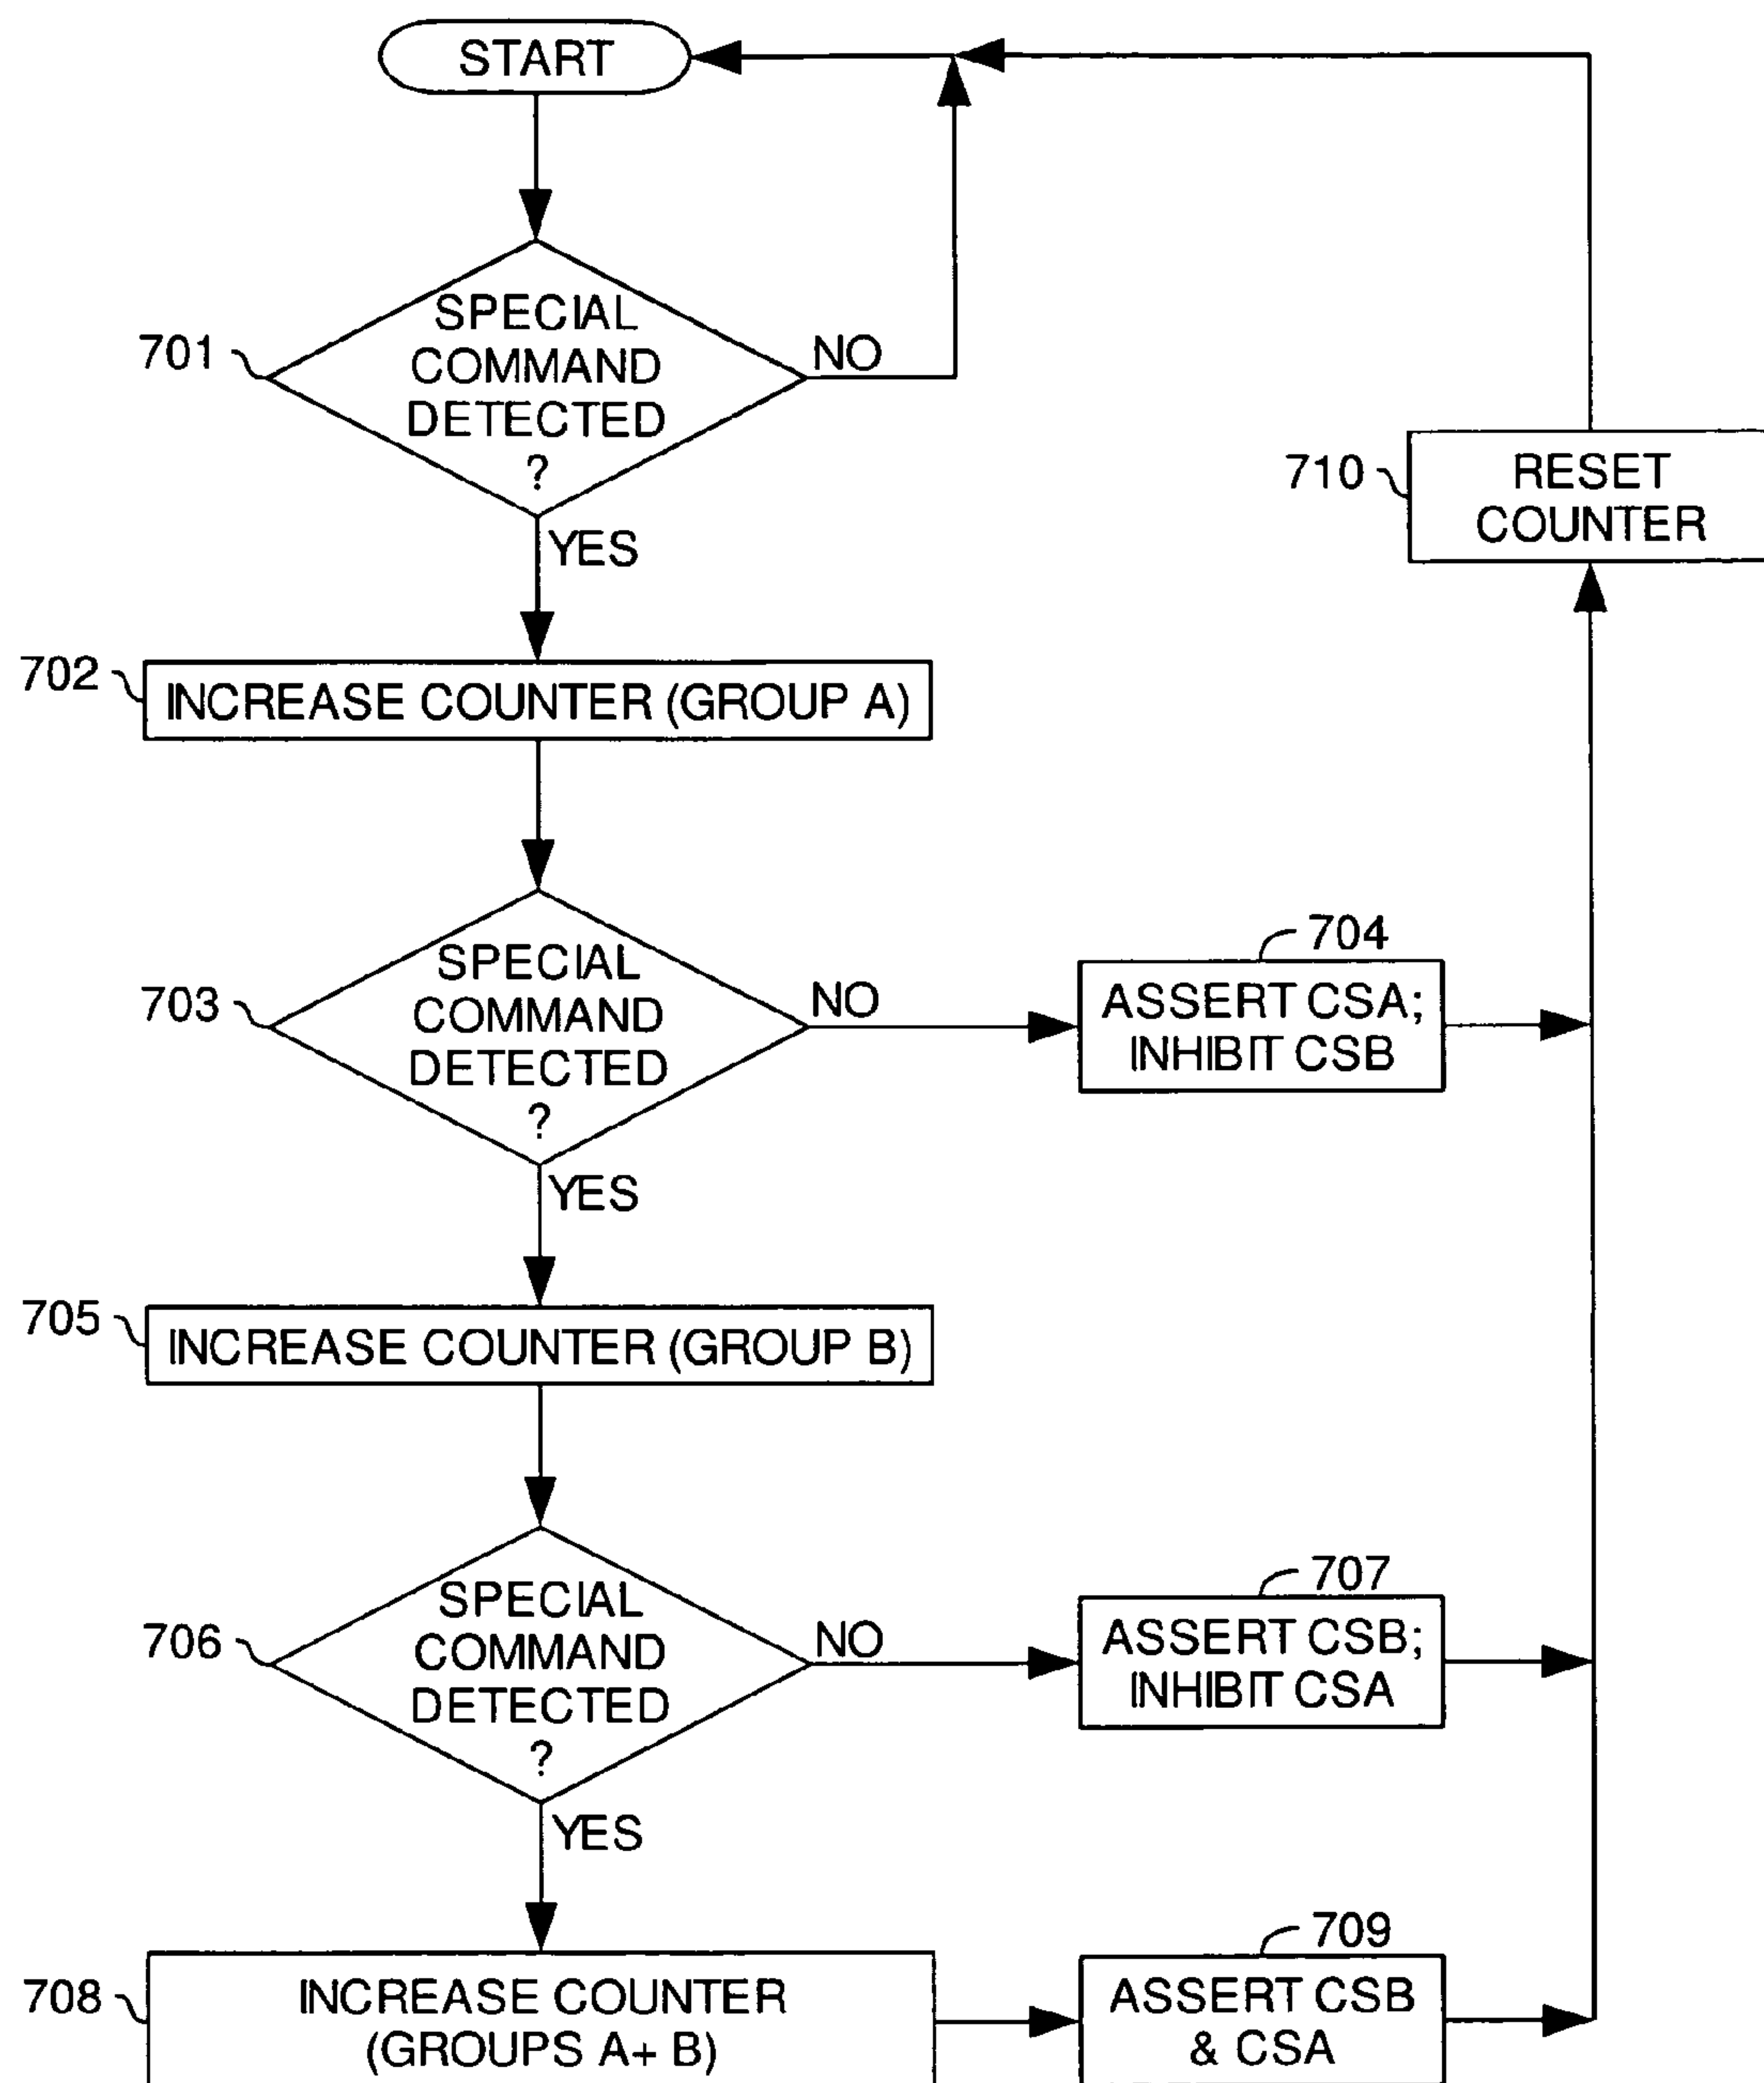 START
701
SPECIAL
COMMAND
DETECTED
?
NO
YES
710
RESET
COUNTER
702
INCREASE COUNTER (GROUP A)
703
SPECIAL
COMMAND
DETECTED
?
NO
704
ASSERT CSA;
INHIBIT CSB
YES
705
INCREASE COUNTER (GROUP B)
706
SPECIAL
COMMAND
DETECTED
?
NO
707
ASSERT CSB;
INHIBIT CSA
YES
708
INCREASE COUNTER
(GROUPS A+ B)
709
ASSERT CSB
& CSA